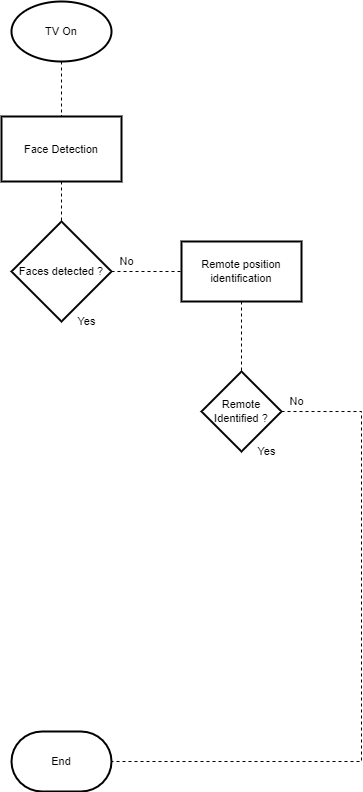 TV On
Face Detection
Faces detected ?
No
Yes
Remote position
identification
Remote
Identified ?
No
Yes
End